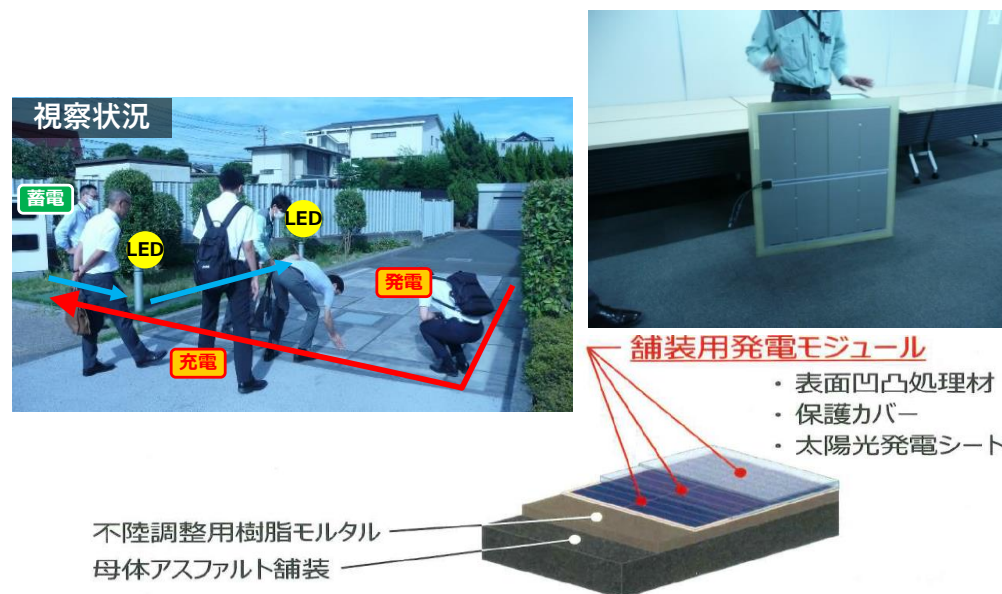 視察状況
蓄電
LED
LED
発電
充電
舗装用発電モジュール
・ 表面凹凸処理材
・ 保護カバー
・ 太陽光発電シート
不陸調整用樹脂モルタル
母体アスファルト舗装